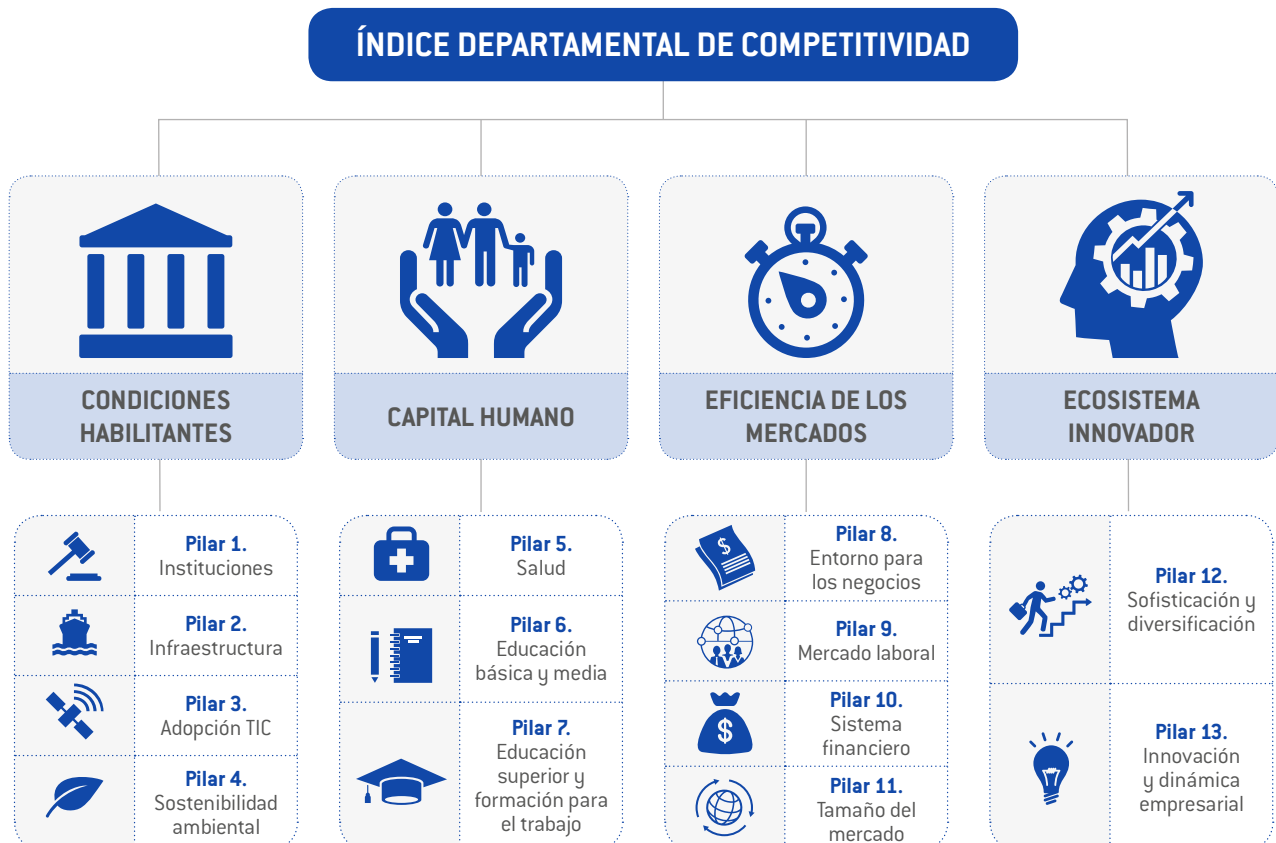 ÍNDICE DEPARTAMENTAL DE COMPETITIVIDAD
CONDICIONES
HABILITANTES
CAPITAL HUMANO
EFICIENCIA DE LOS
MERCADOS
ECOSISTEMA
INNOVADOR
Pilar 1.
Instituciones
Pilar 2.
Infraestructura
Pilar 3.
Adopción TIC
Pilar 4.
Sostenibilidad
ambiental
Pilar 5.
Salud
Pilar 6.
Educación
básica y media
Pilar 7.
Educación
superior y
formación para
el trabajo
$
Pilar 8.
Entorno para
los negocios
Pilar 9.
Mercado laboral
$
Pilar 10.
Sistema
financiero
Pilar 11.
Tamaño del
mercado
Pilar 12.
Sofisticación y
diversificación
Pilar 13.
Innovación
y dinámica
empresarial